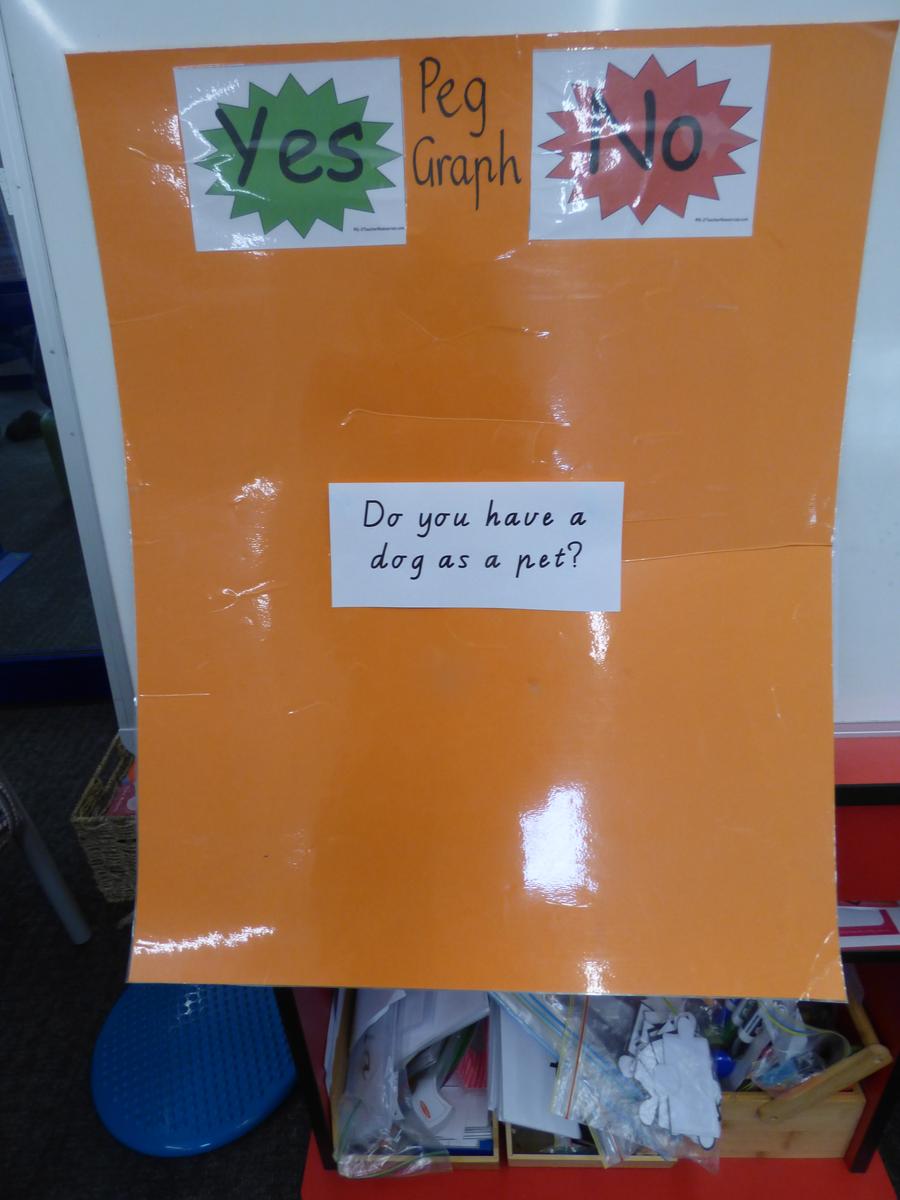 Yes
Peg
Graph
No
Do you have a
dog as a pet?